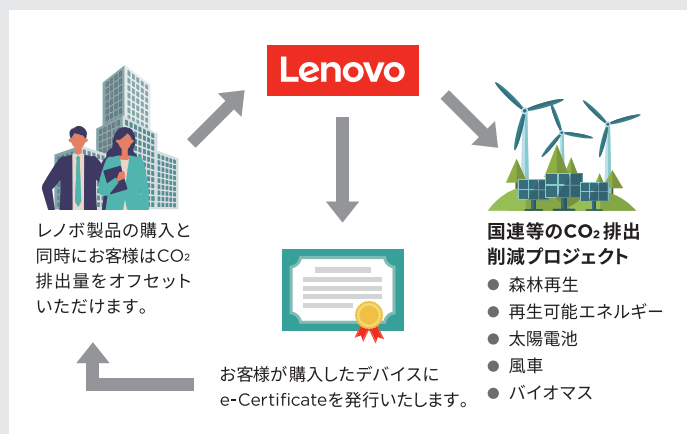 Lenovo
レノボ製品の購入と
同時にお客様はCO₂
排出量をオフセット
いただけます。
お客様が購入したデバイスに
e-Certificateを発行いたします。
国連等のCO₂排出
削減プロジェクト
● 森林再生
● 再生可能エネルギー
● 太陽電池
● 風車
● バイオマス